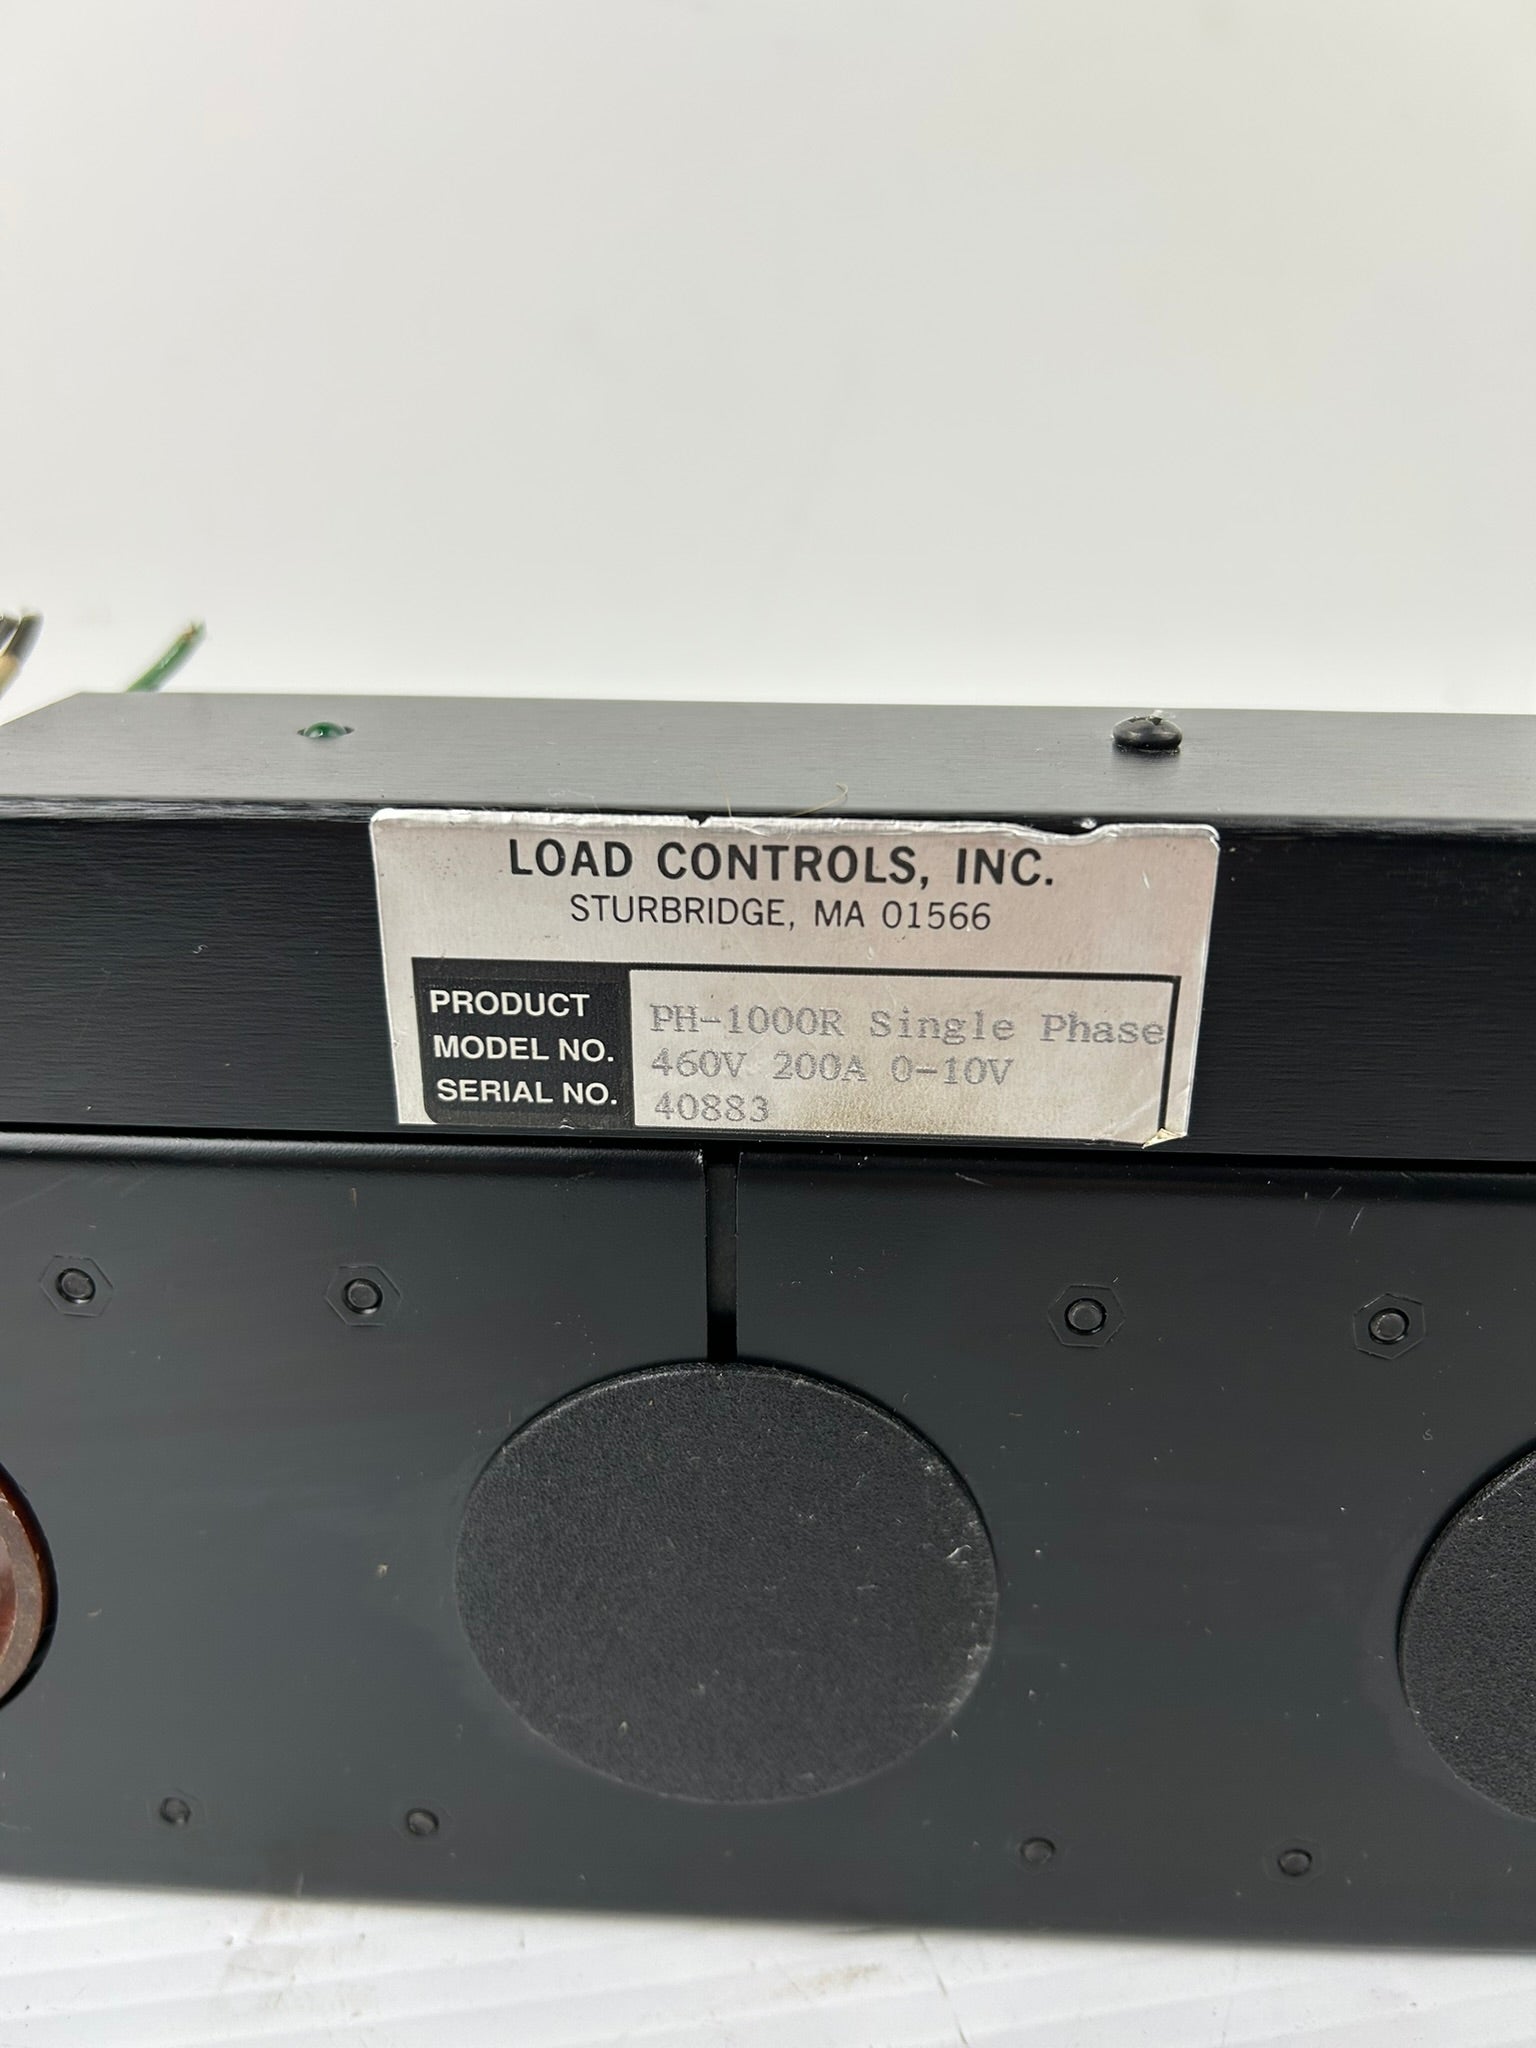 LOAD CONTROLS, INC.
STURBRIDGE, MA 01566
PRODUCT PH-1000R Single Phase
MODEL NO. 460V 200A 0-10V
SERIAL NO. 40883